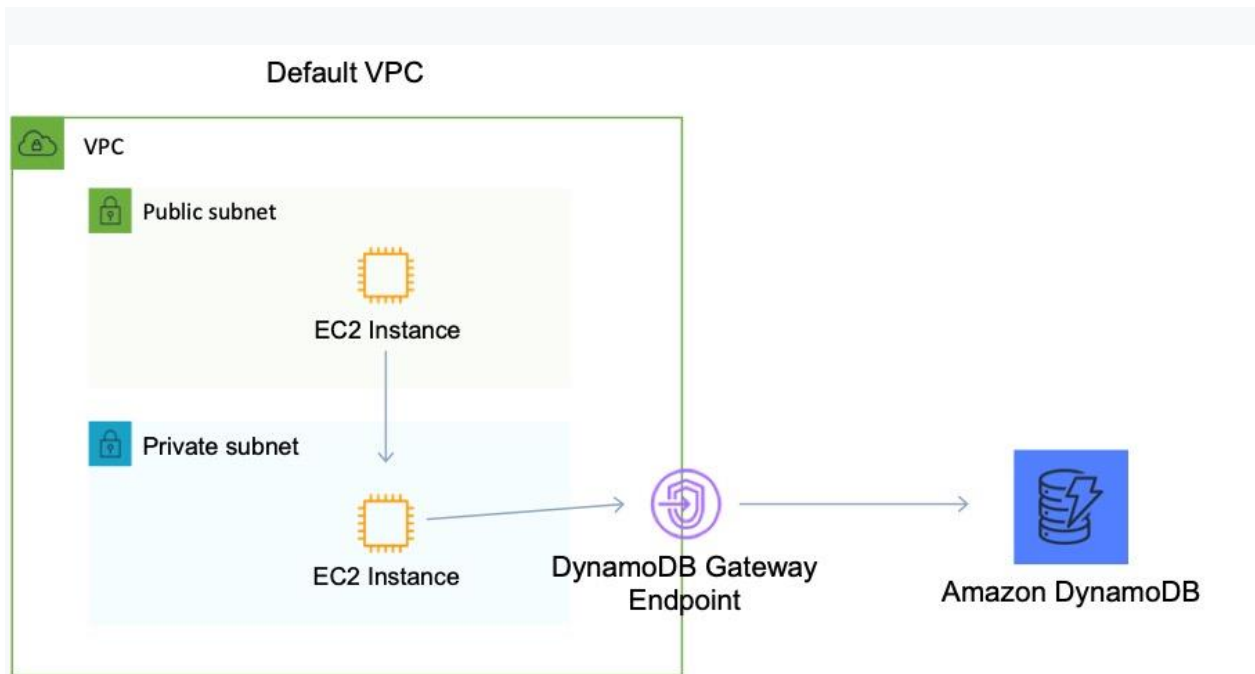 Default VPC
VPC
Public subnet
EC2 Instance
Private subnet
EC2 Instance
DynamoDB Gateway
Endpoint
Amazon DynamoDB